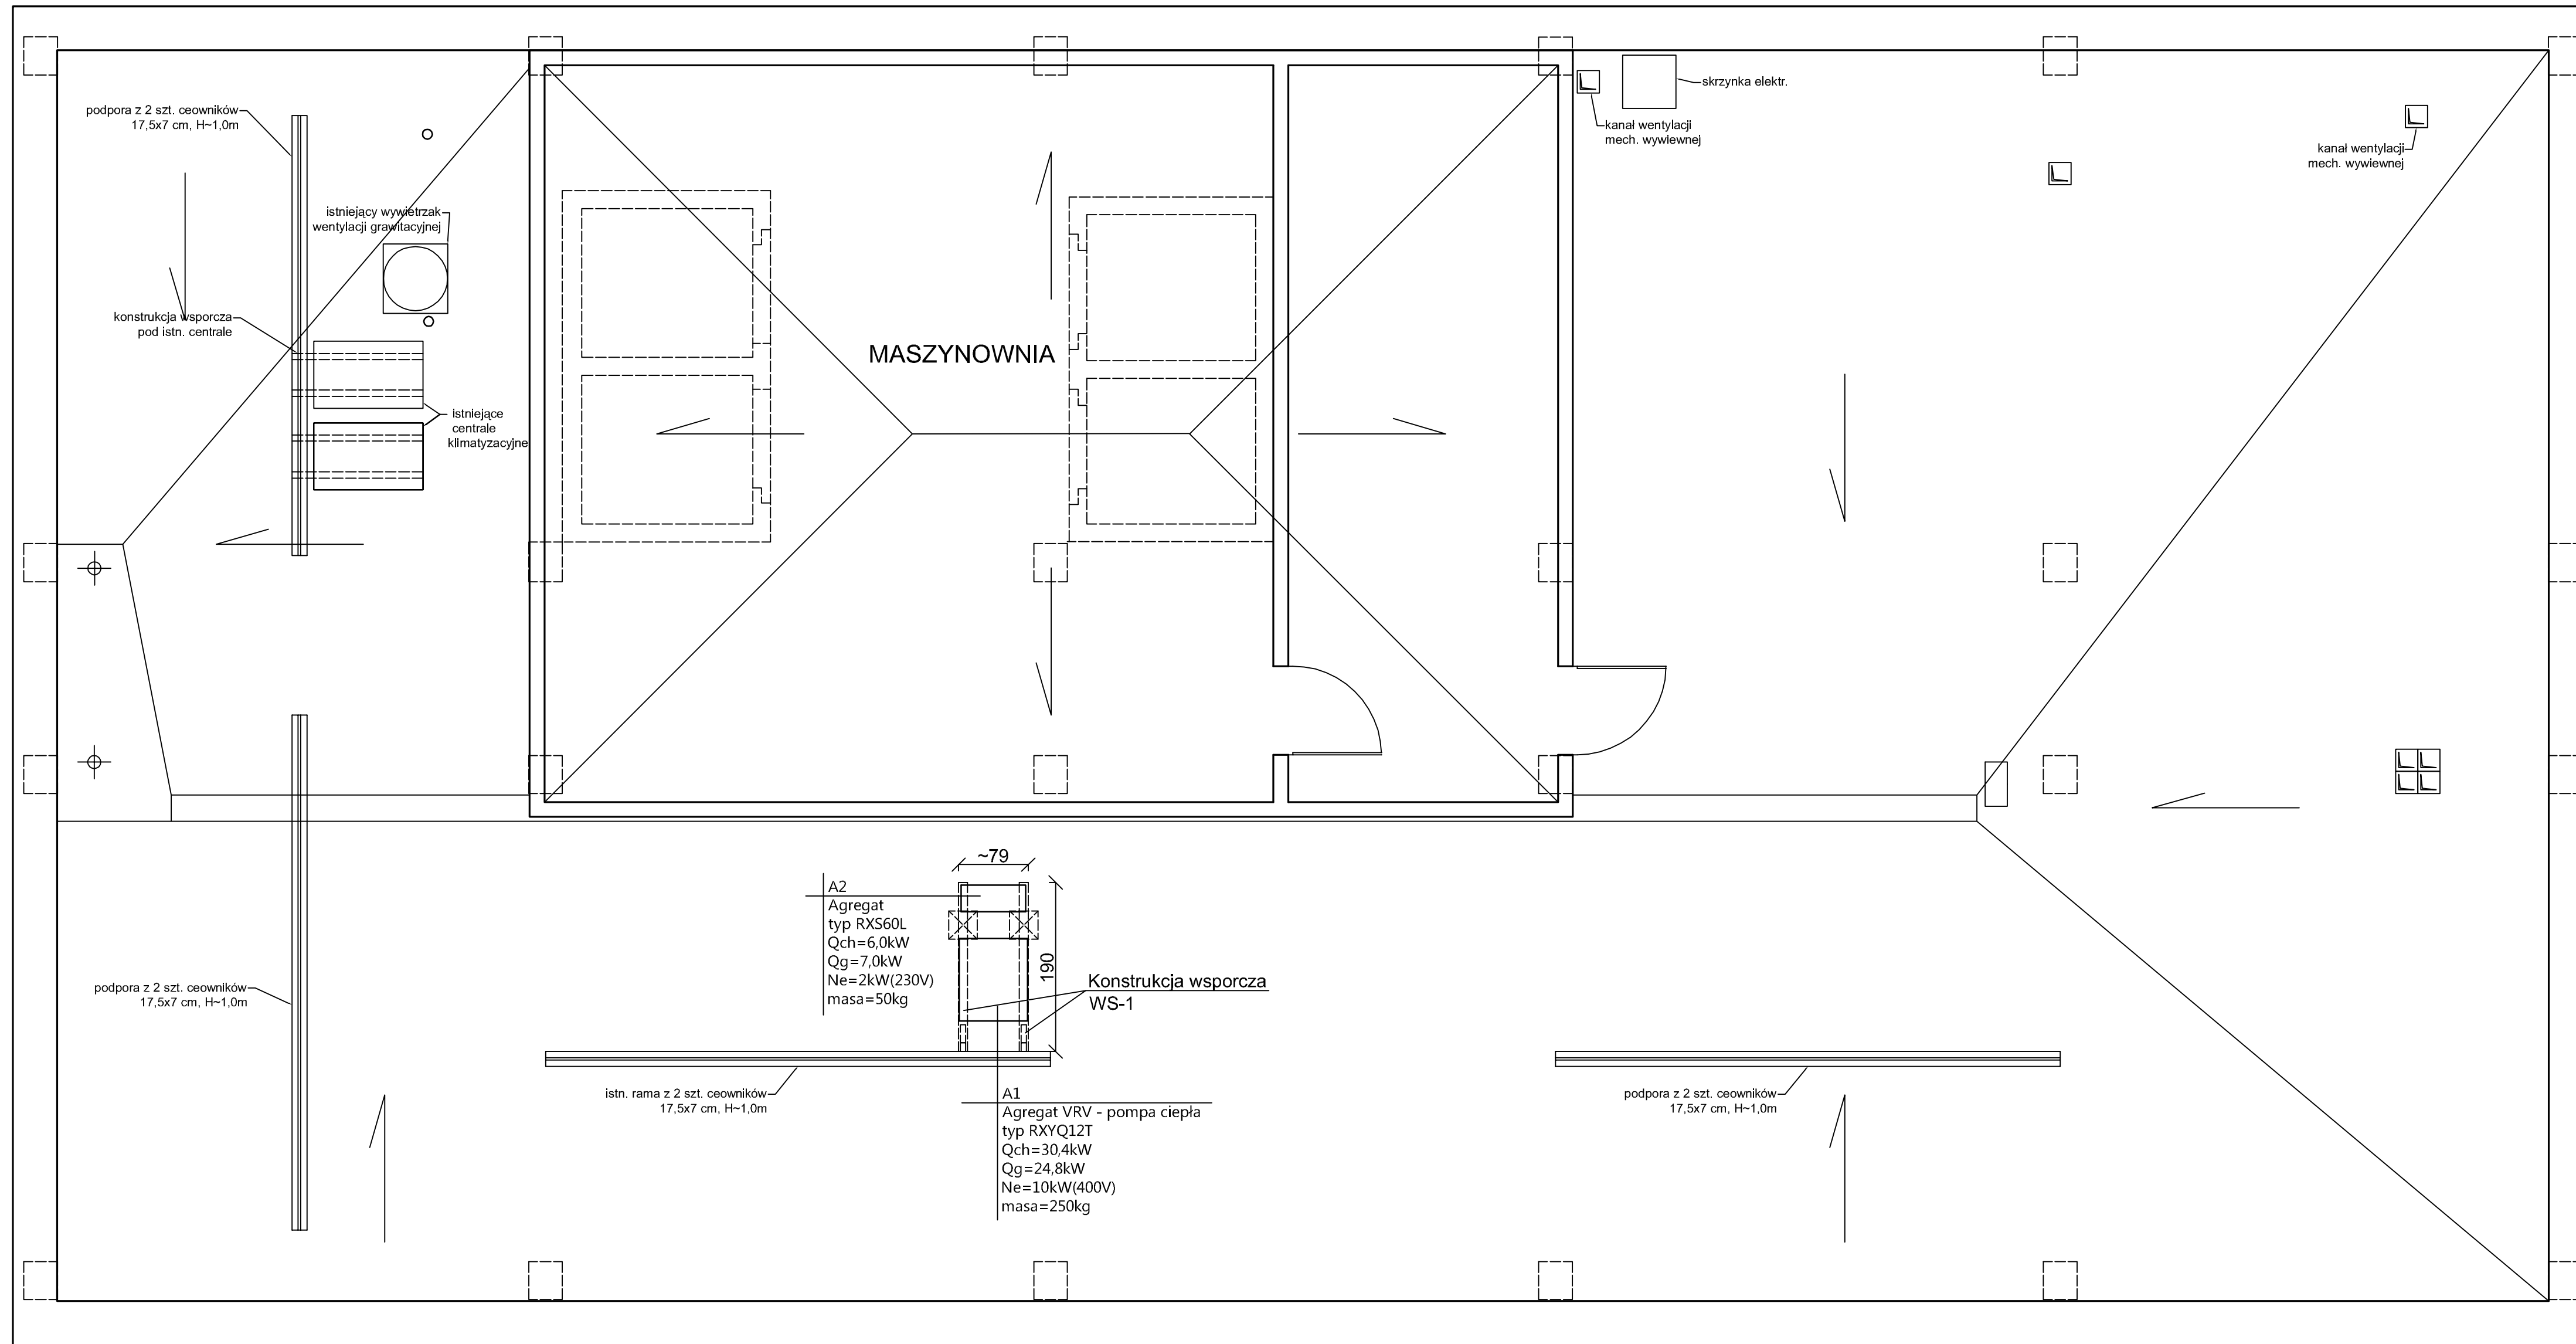 podpora z 2 szt. ceowników
17,5x7 cm, H~1,0m
istniejący wywietrzak
wentylacji grawitacyjnej
konstrukcja wsporcza
pod istn. centrale
istniejące
centrale
klimatyzacyjne
MASZYNOWNIA
skrzynka elektr.
kanał wentylacji
mech. wywiewnej
kanał wentylacji
mech. wywiewnej
~79
190
A2
Agregat
typ RXS60L
Qch=6,0kW
Qg=7,0kW
Ne=2kW(230V)
masa=50kg
Konstrukcja wsporcza
WS-1
podpora z 2 szt. ceowników
17,5x7 cm, H~1,0m
istn. rama z 2 szt. ceowników
17,5x7 cm, H~1,0m
A1
Agregat VRV - pompa ciepła
typ RXYQ12T
Qch=30,4kW
Qg=24,8kW
Ne=10kW(400V)
masa=250kg
podpora z 2 szt. ceowników
17,5x7 cm, H~1,0m